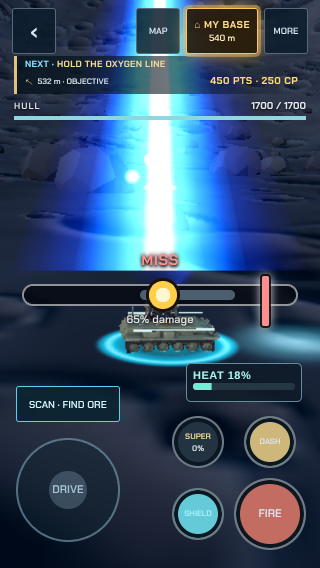 ‹
MAP
⌂ MY BASE
540 m
MORE
NEXT · HOLD THE OXYGEN LINE
↖ 532 m · OBJECTIVE
450 PTS · 250 CP
HULL
1700 / 1700
MISS
65% damage
HEAT 18%
SCAN · FIND ORE
SUPER
0%
DASH
DRIVE
SHIELD
FIRE